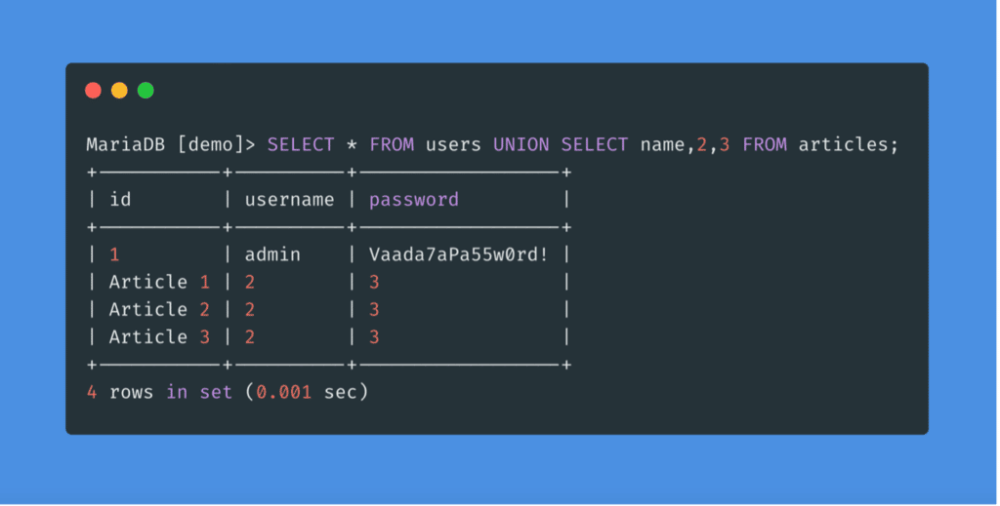 MariaDB [demo]> SELECT * FROM users UNION SELECT name,2,3 FROM articles;
+-----------+----------+------------------+
| id        | username | password         |
+-----------+----------+------------------+
| 1         | admin    | Vaada7aPa55w0rd! |
| Article 1 | 2        | 3                |
| Article 2 | 2        | 3                |
| Article 3 | 2        | 3                |
+-----------+----------+------------------+
4 rows in set (0.001 sec)